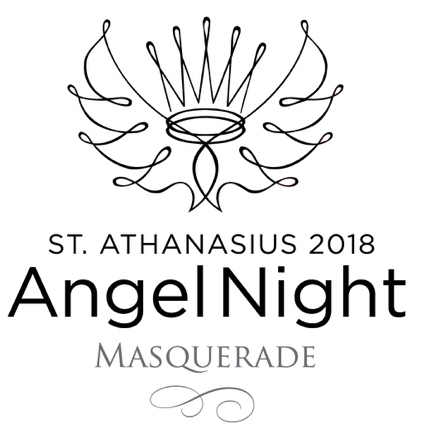 ST. ATHANASIUS 2018
Angel Night
MASQUERADE